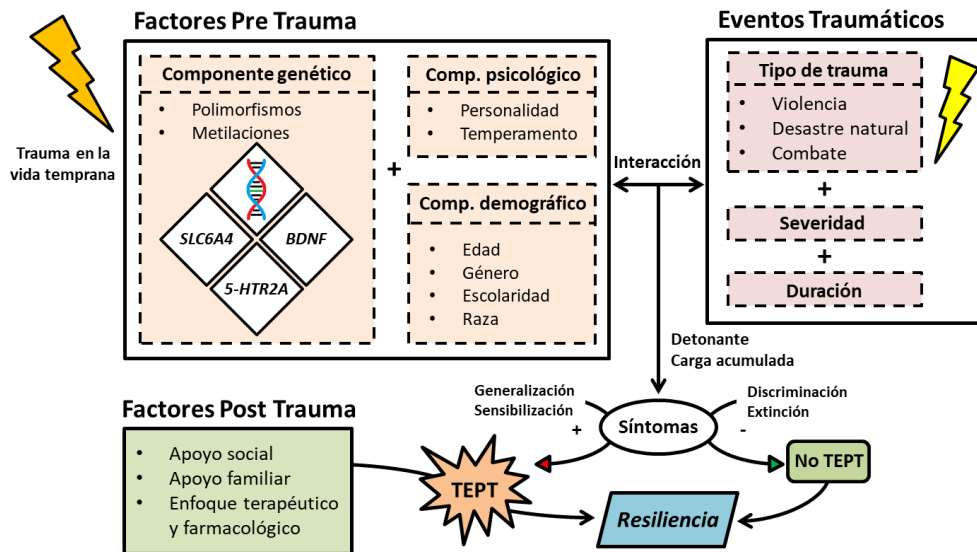 Factores Pre Trauma
Trauma en la
vida temprana
Componente genético
• Polimorfismos
• Metilaciones
SLC6A4
BDNF
5-HTR2A
+
Comp. psicológico
• Personalidad
• Temperamento
Comp. demográfico
• Edad
• Género
• Escolaridad
• Raza
Interacción
Eventos Traumáticos
Tipo de trauma
• Violencia
• Desastre natural
• Combate
+
Severidad
+
Duración
Detonante
Carga acumulada
Generalización
Sensibilización
+
Síntomas
Discriminación
Extinción
-
Factores Post Trauma
• Apoyo social
• Apoyo familiar
• Enfoque terapéutico
y farmacológico
TEPT
No TEPT
Resiliencia